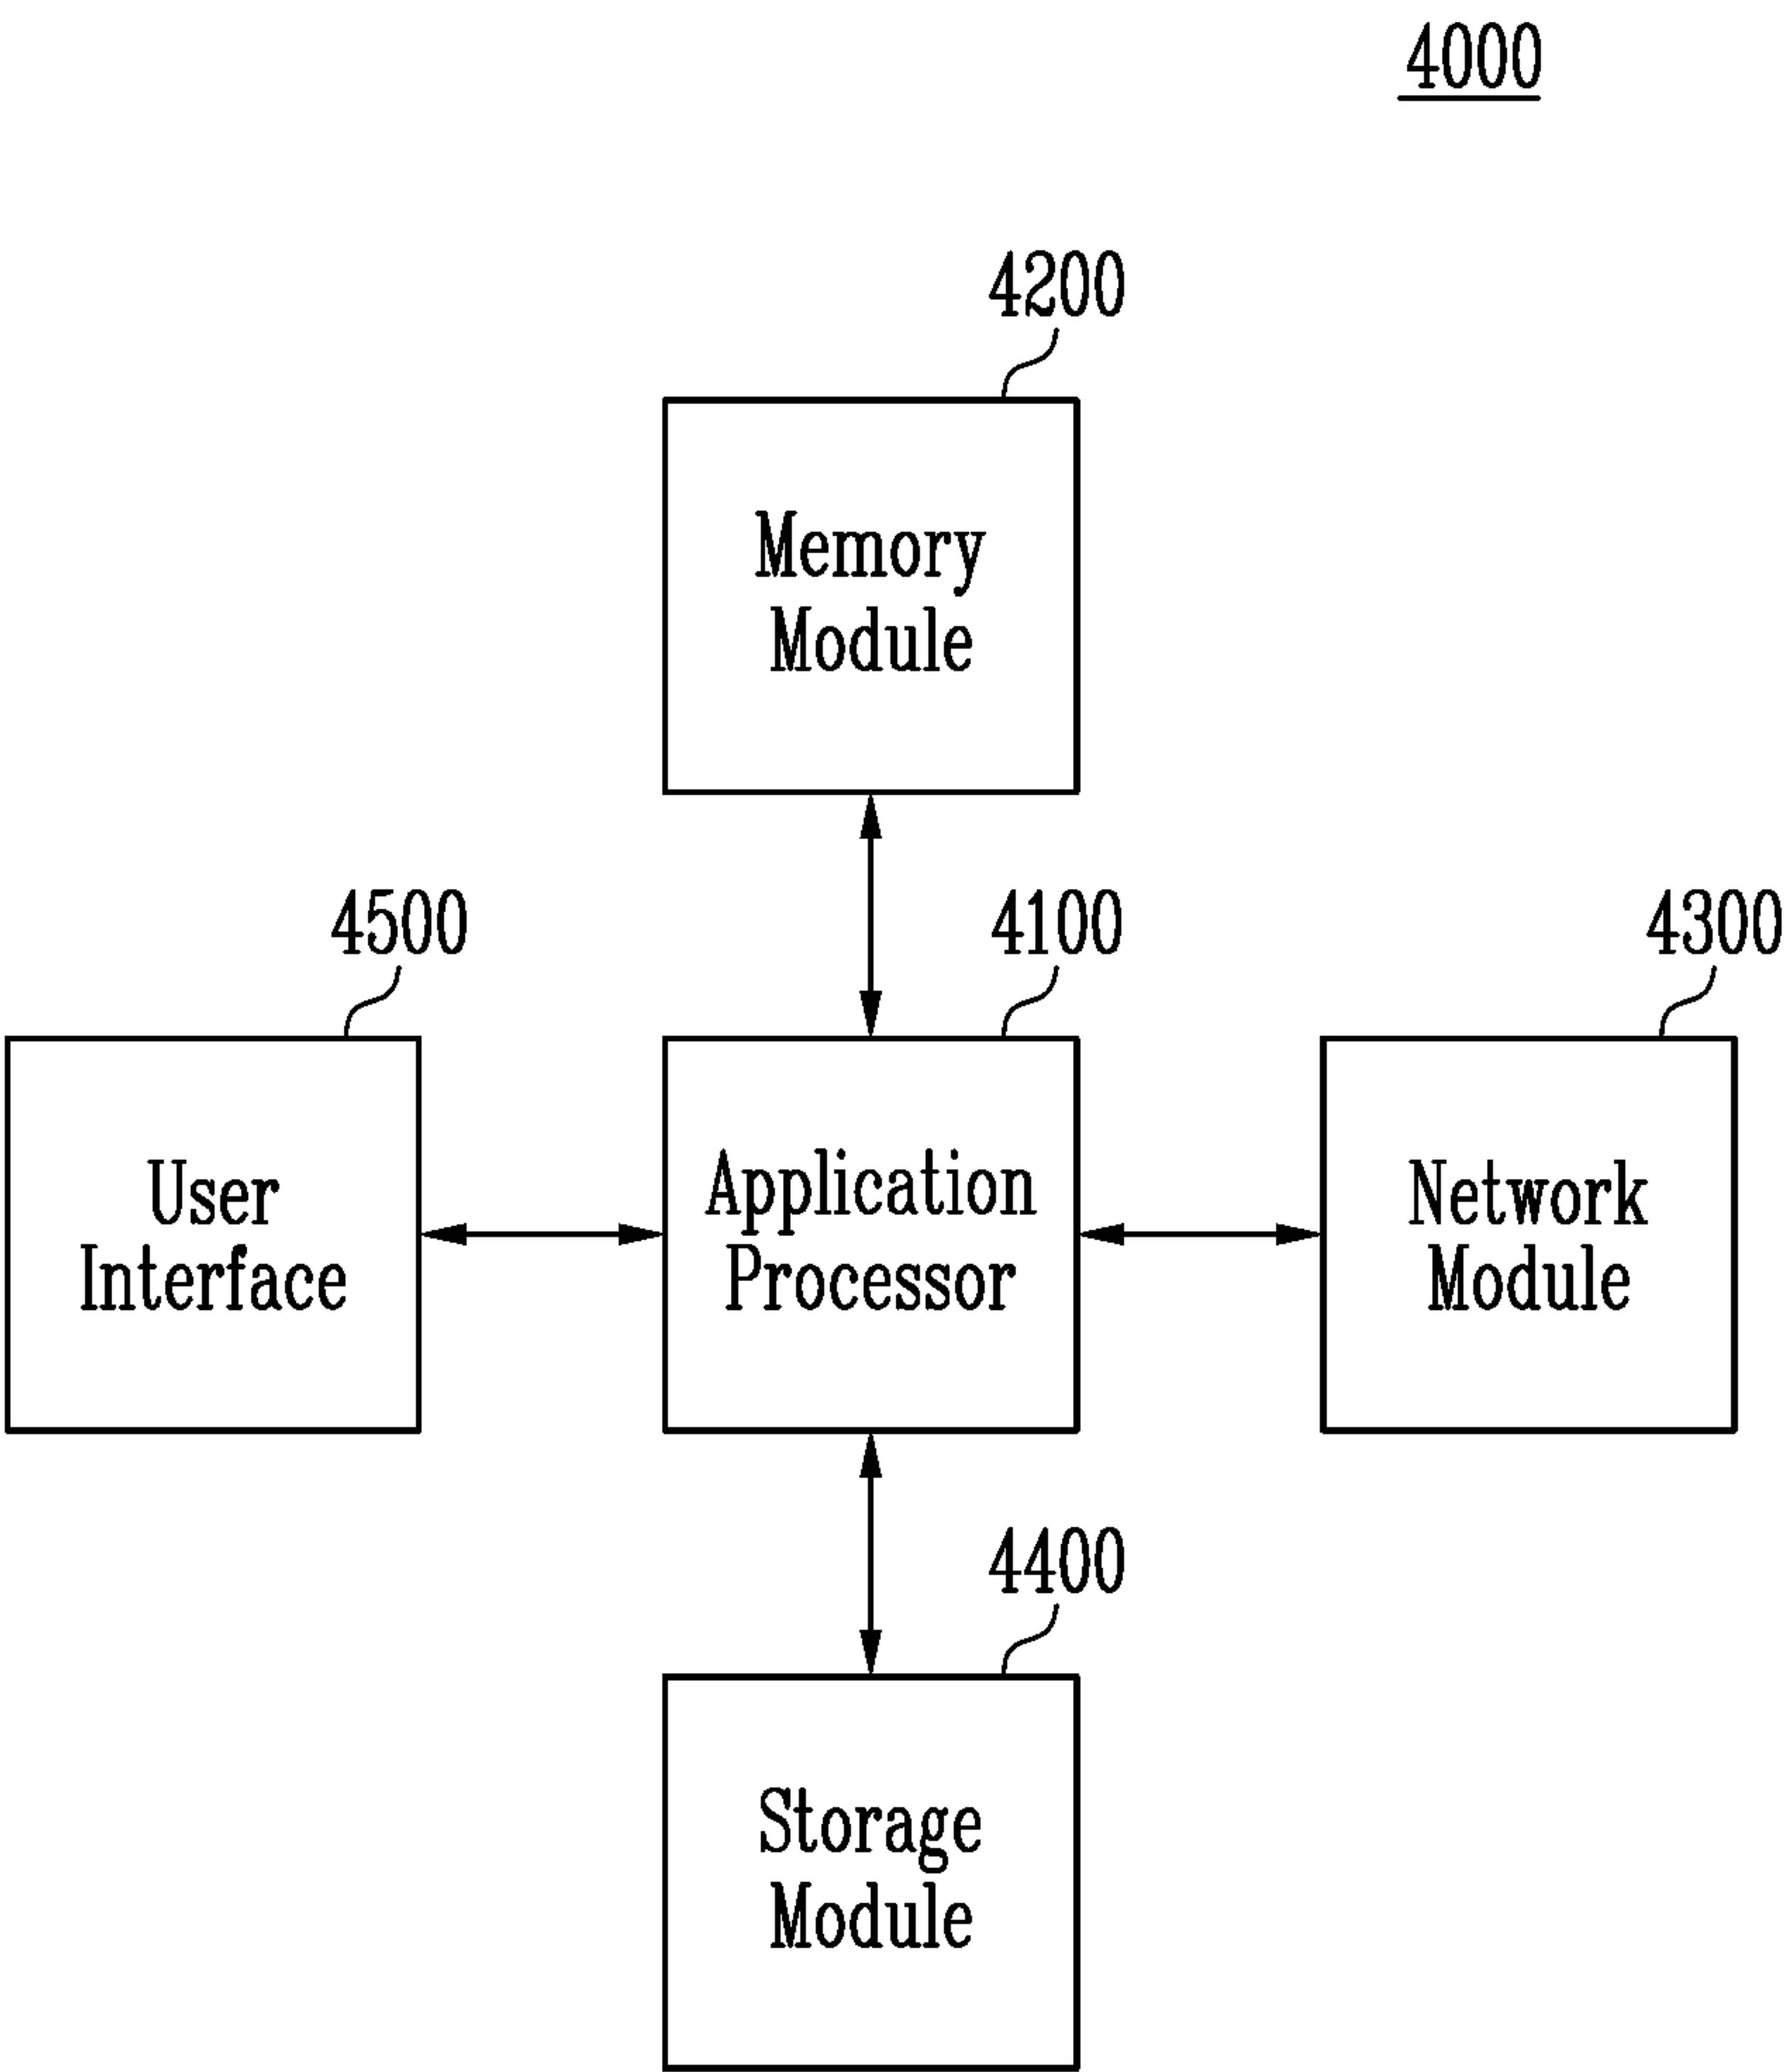 4000
4200
Memory
Module
4500
4100
4300
User
Interface
Application
Processor
Network
Module
4400
Storage
Module